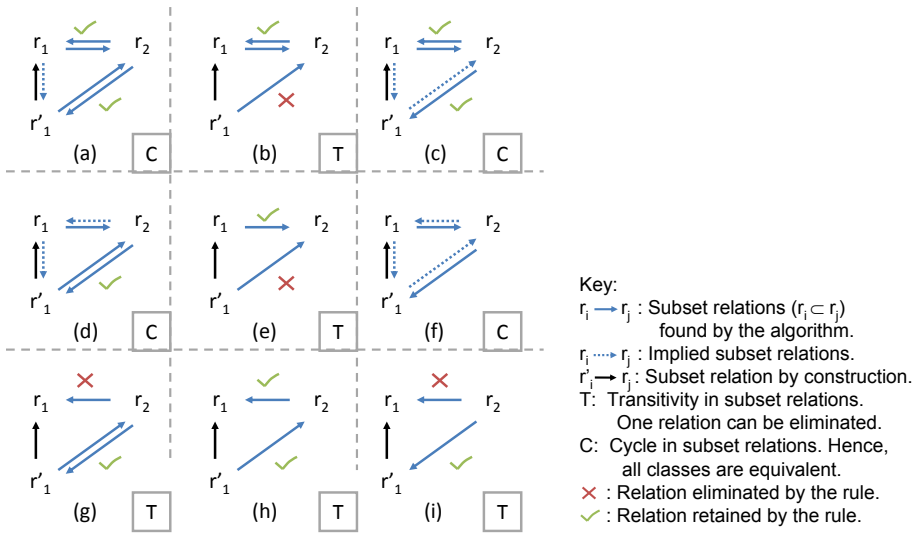 r1 r2
r'1
(a) C
r1 r2
r'1
(b) T
r1 r2
r'1
(c) C
r1 r2
r'1
(d) C
r1 r2
r'1
(e) T
r1 r2
r'1
(f) C
r1 r2
r'1
(g) T
r1 r2
r'1
(h) T
r1 r2
r'1
(i) T
Key:
ri → rj : Subset relations (ri ⊂ rj)
found by the algorithm.
ri ⇢ rj : Implied subset relations.
r'i → rj : Subset relation by construction.
T: Transitivity in subset relations.
One relation can be eliminated.
C: Cycle in subset relations. Hence,
all classes are equivalent.
✕ : Relation eliminated by the rule.
✓ : Relation retained by the rule.